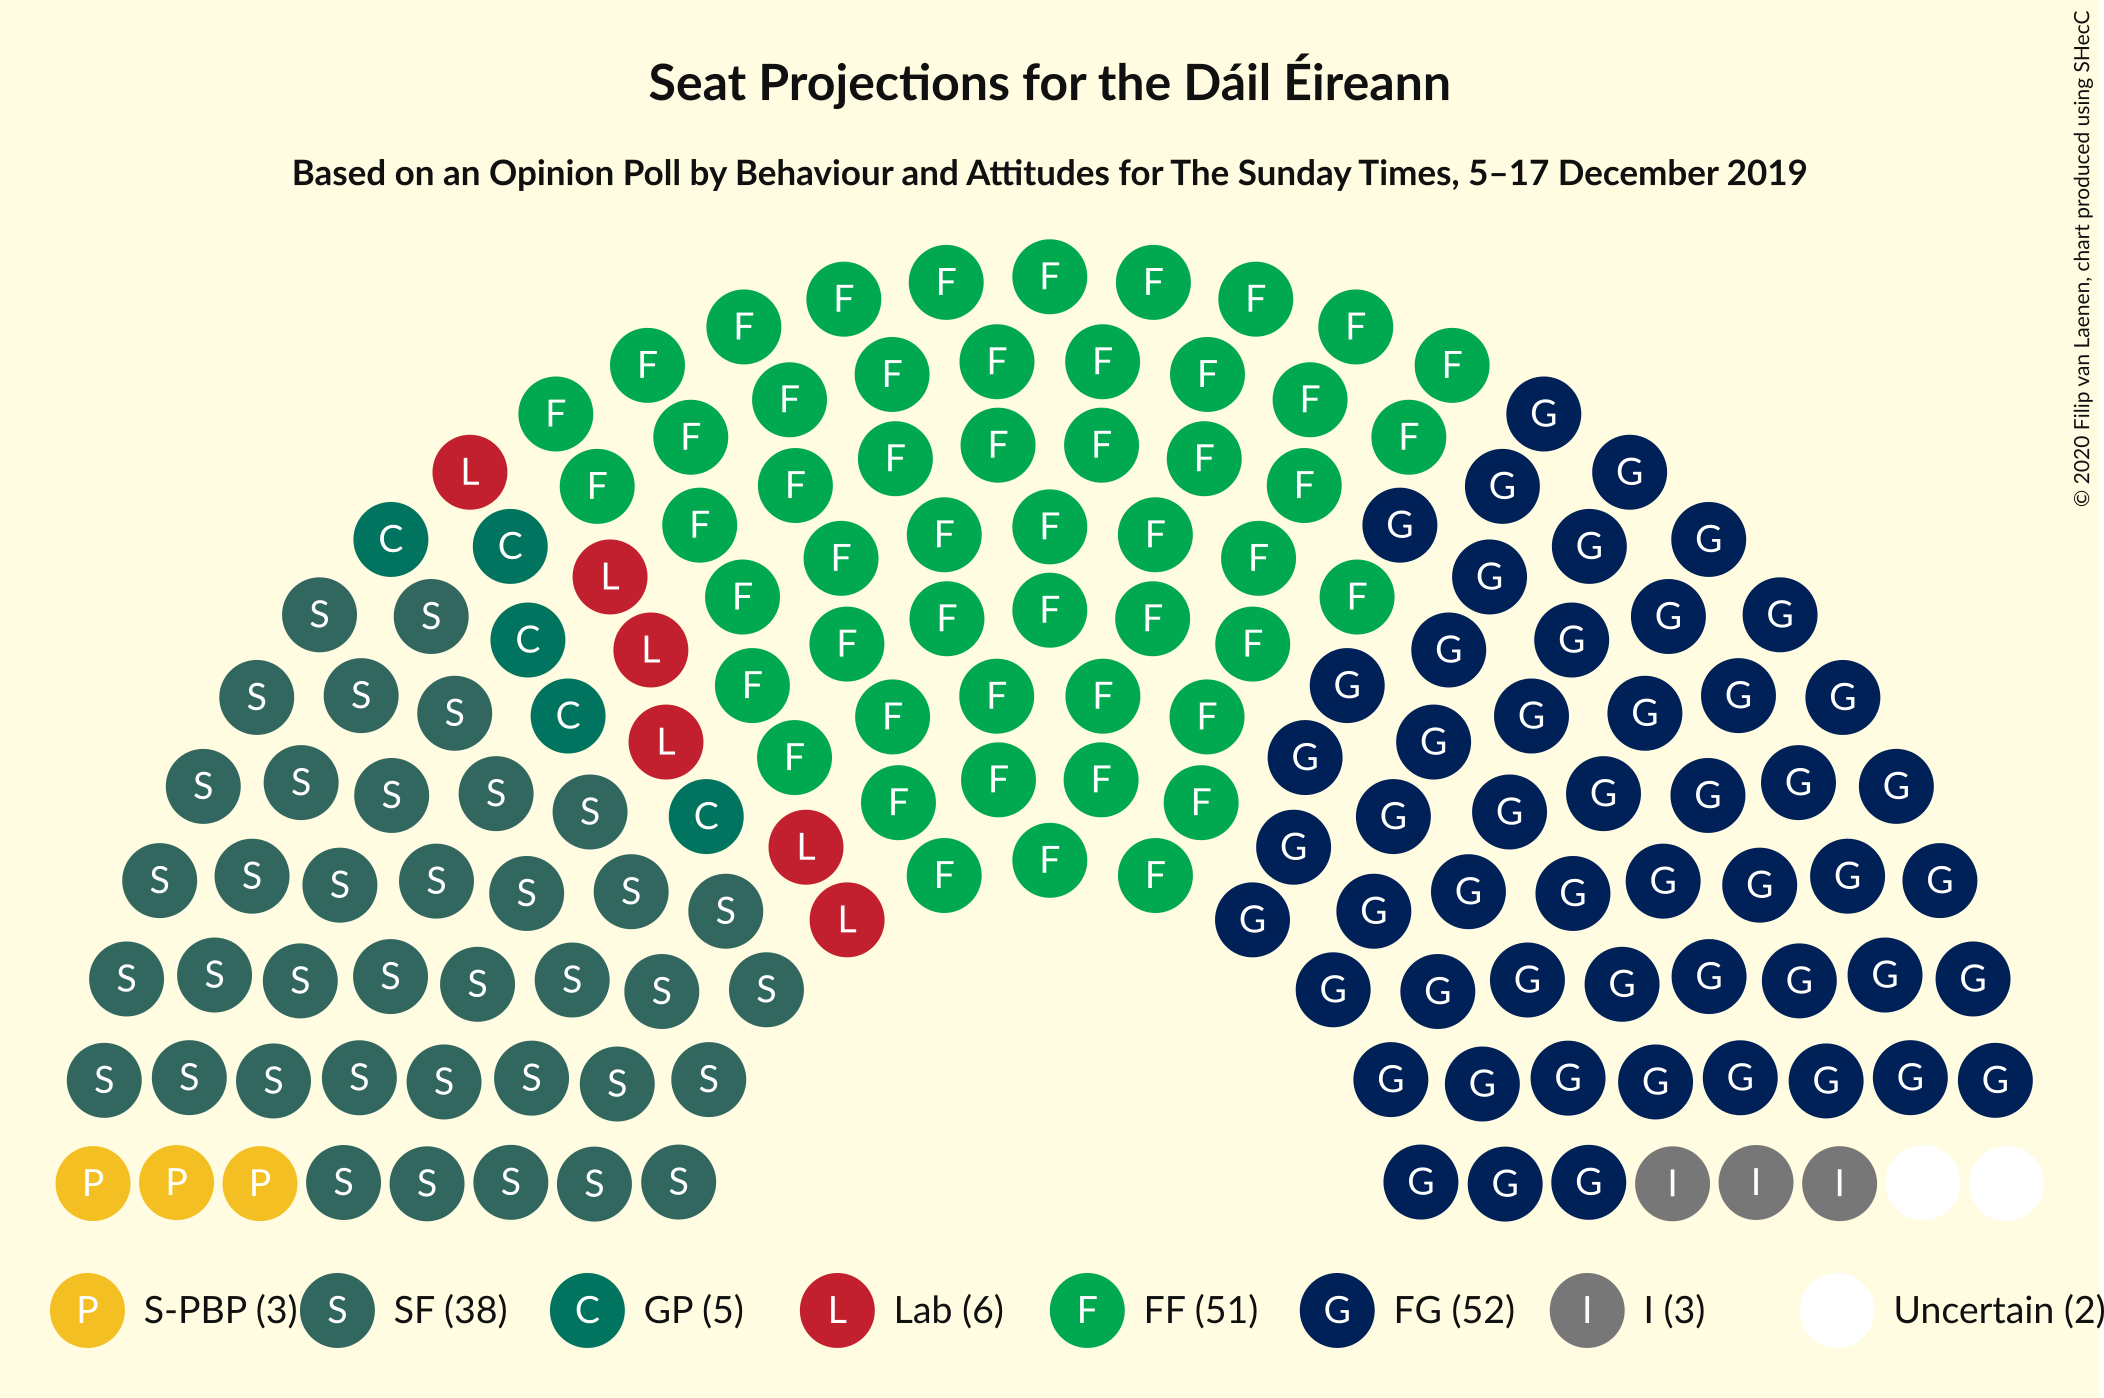 Seat Projections for the Dáil Éireann
Based on an Opinion Poll by Behaviour and Attitudes for The Sunday Times, 5–17 December 2019
© 2020 Filip van Laenen, chart produced using SHecC
F F F F F
F F F F
F F F F F F
F F F F
F F G
F F F F F F
L F F G
F F F F G G
F G
F F F
C C F F G G
L F F G
S S C F F F F F G G
L F F G G
S S S F F G G G
C F F F F G G
L F F G
S S S F F G G G
S S F F G G
C G
L F G
S S S S F F F G G G G
S S S L G G G
S S S S S S G G G G G G
S S G G
S S S S S S S S G G G G G G G G
P P P S S S S S G G G I I I
P S-PBP (3) S SF (38) C GP (5) L Lab (6) F FF (51) G FG (52) I I (3) Uncertain (2)